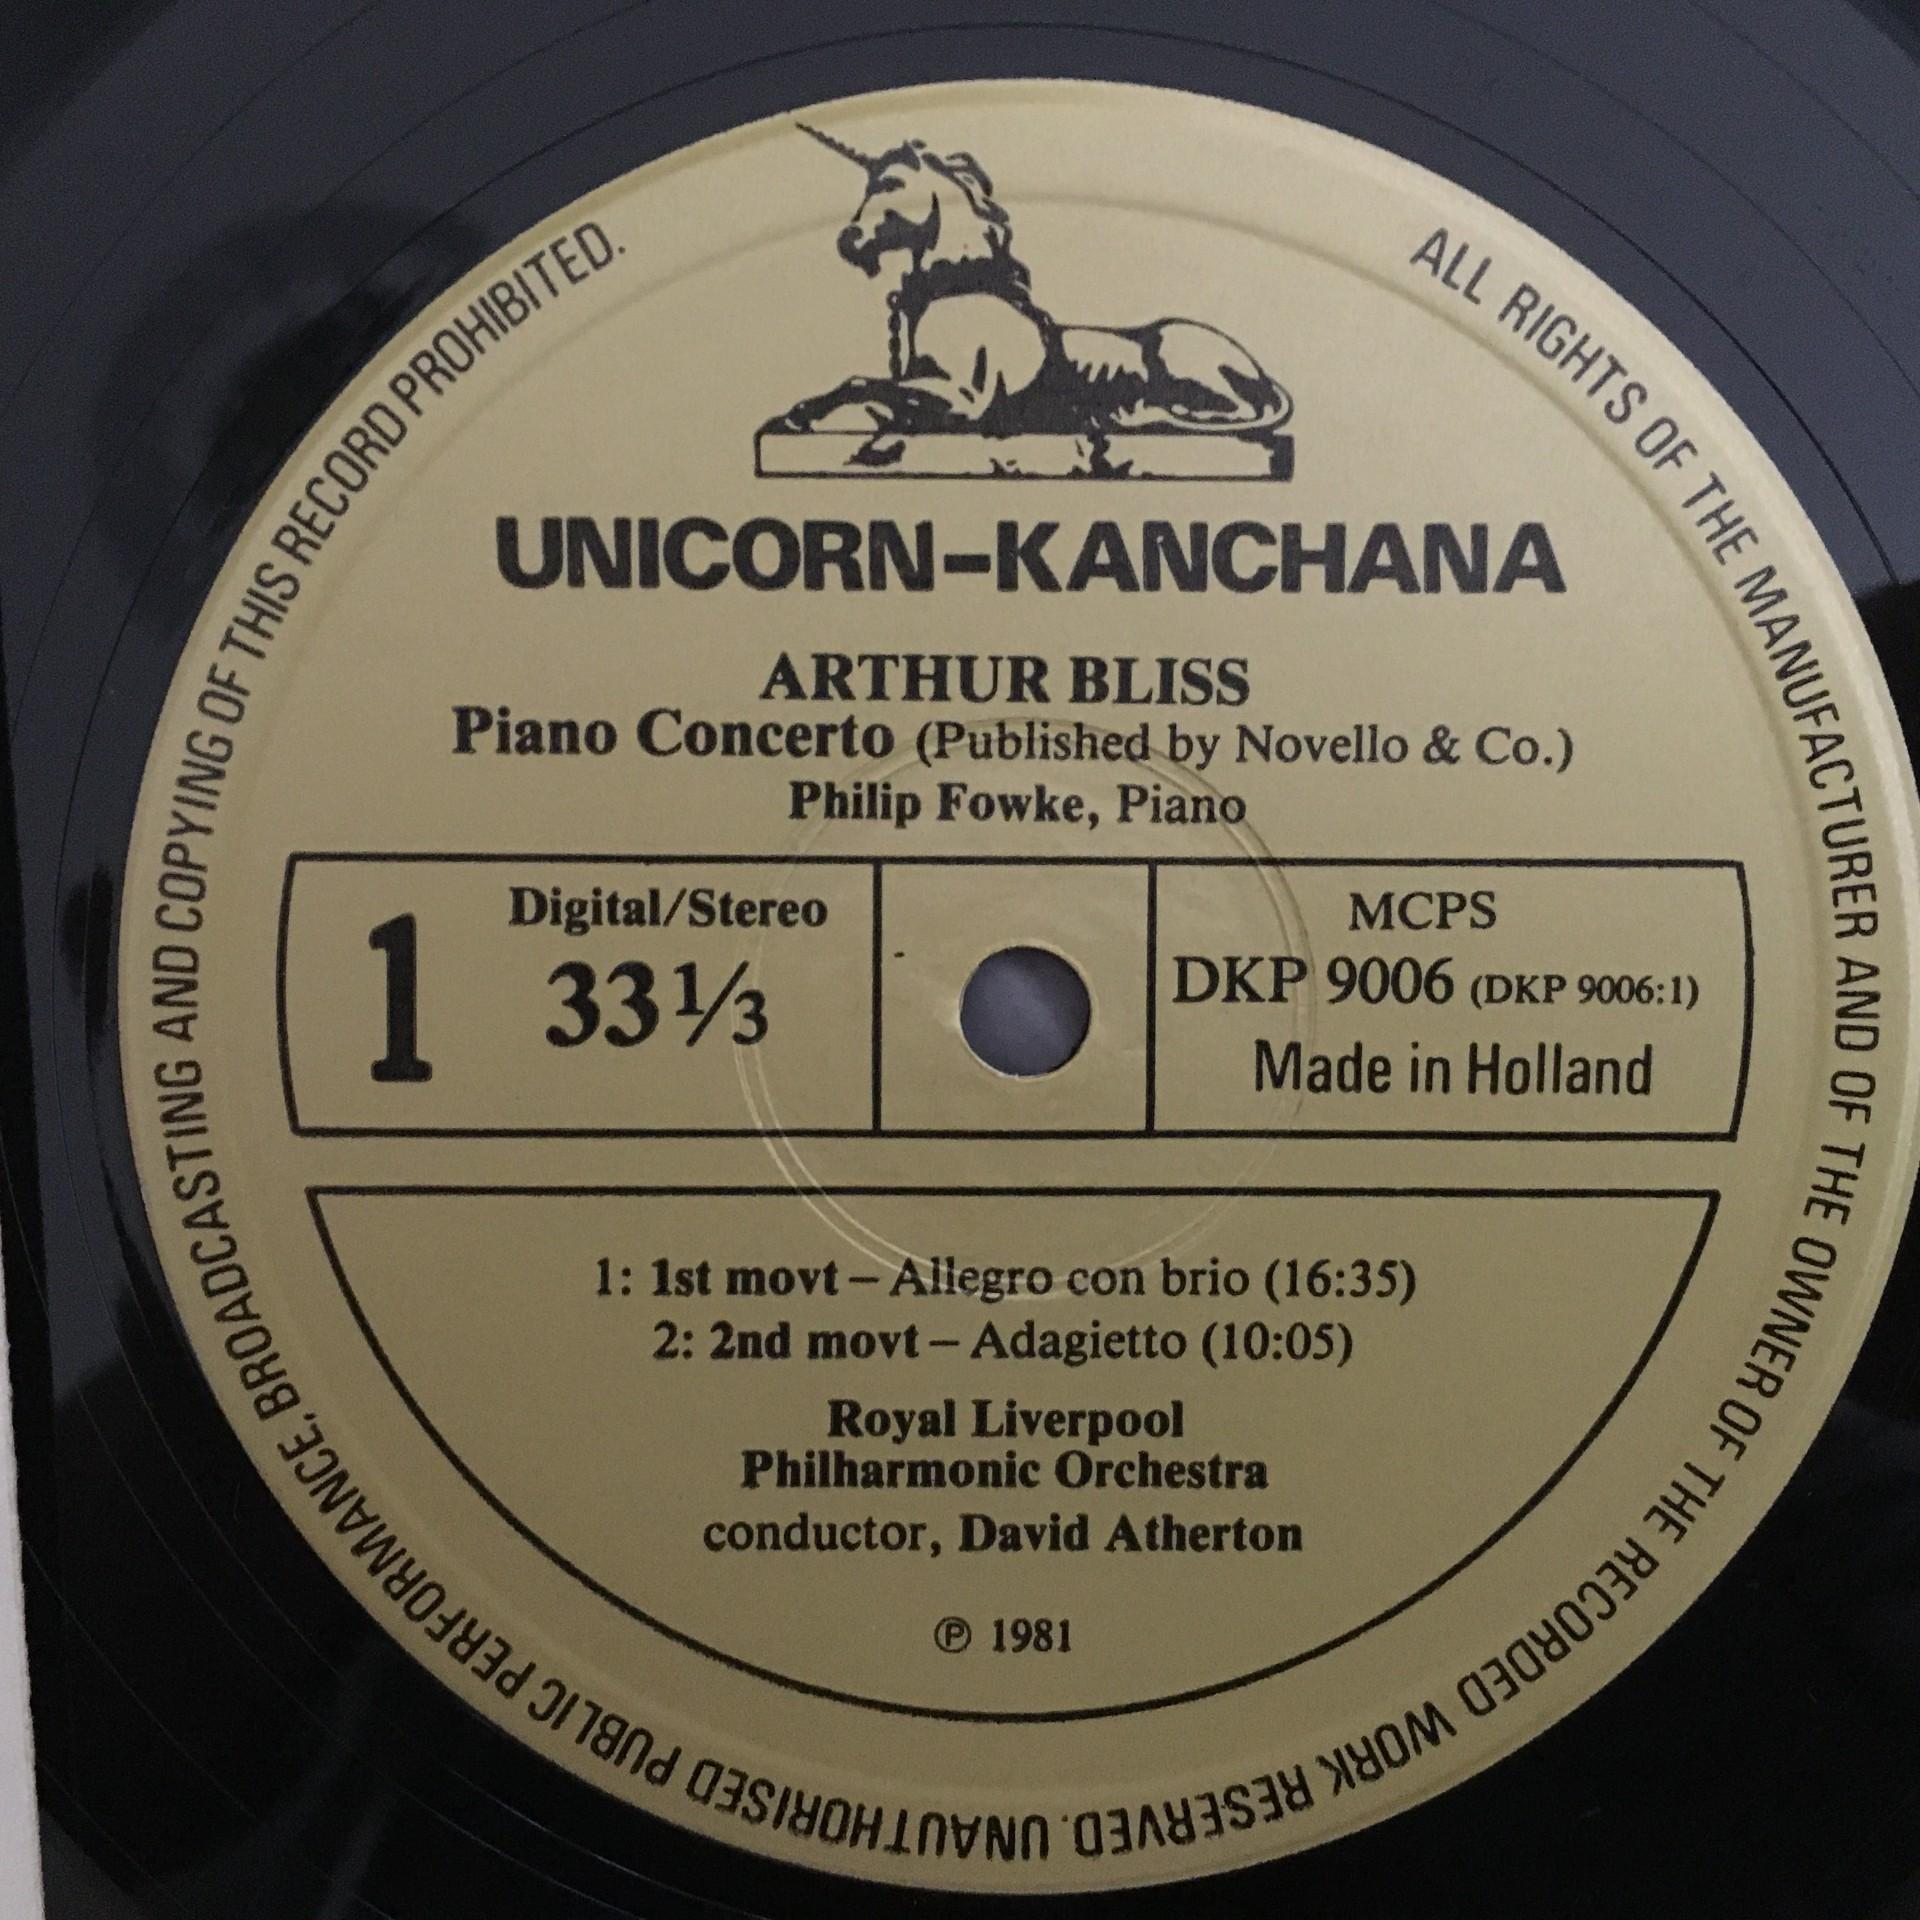 UNICORN-KANCHANA
ARTHUR BLISS
Piano Concerto (Published by Novello & Co.)
Philip Fowke, Piano
1
Digital/Stereo
33⅓
MCPS
DKP 9006 (DKP 9006:1)
Made in Holland
1: 1st movt – Allegro con brio (16:35)
2: 2nd movt – Adagietto (10:05)
Royal Liverpool
Philharmonic Orchestra
conductor, David Atherton
℗ 1981
ALL RIGHTS OF THE MANUFACTURER AND OF THE OWNER OF THE RECORDED WORK RESERVED. UNAUTHORISED PUBLIC PERFORMANCE, BROADCASTING AND COPYING OF THIS RECORD PROHIBITED.